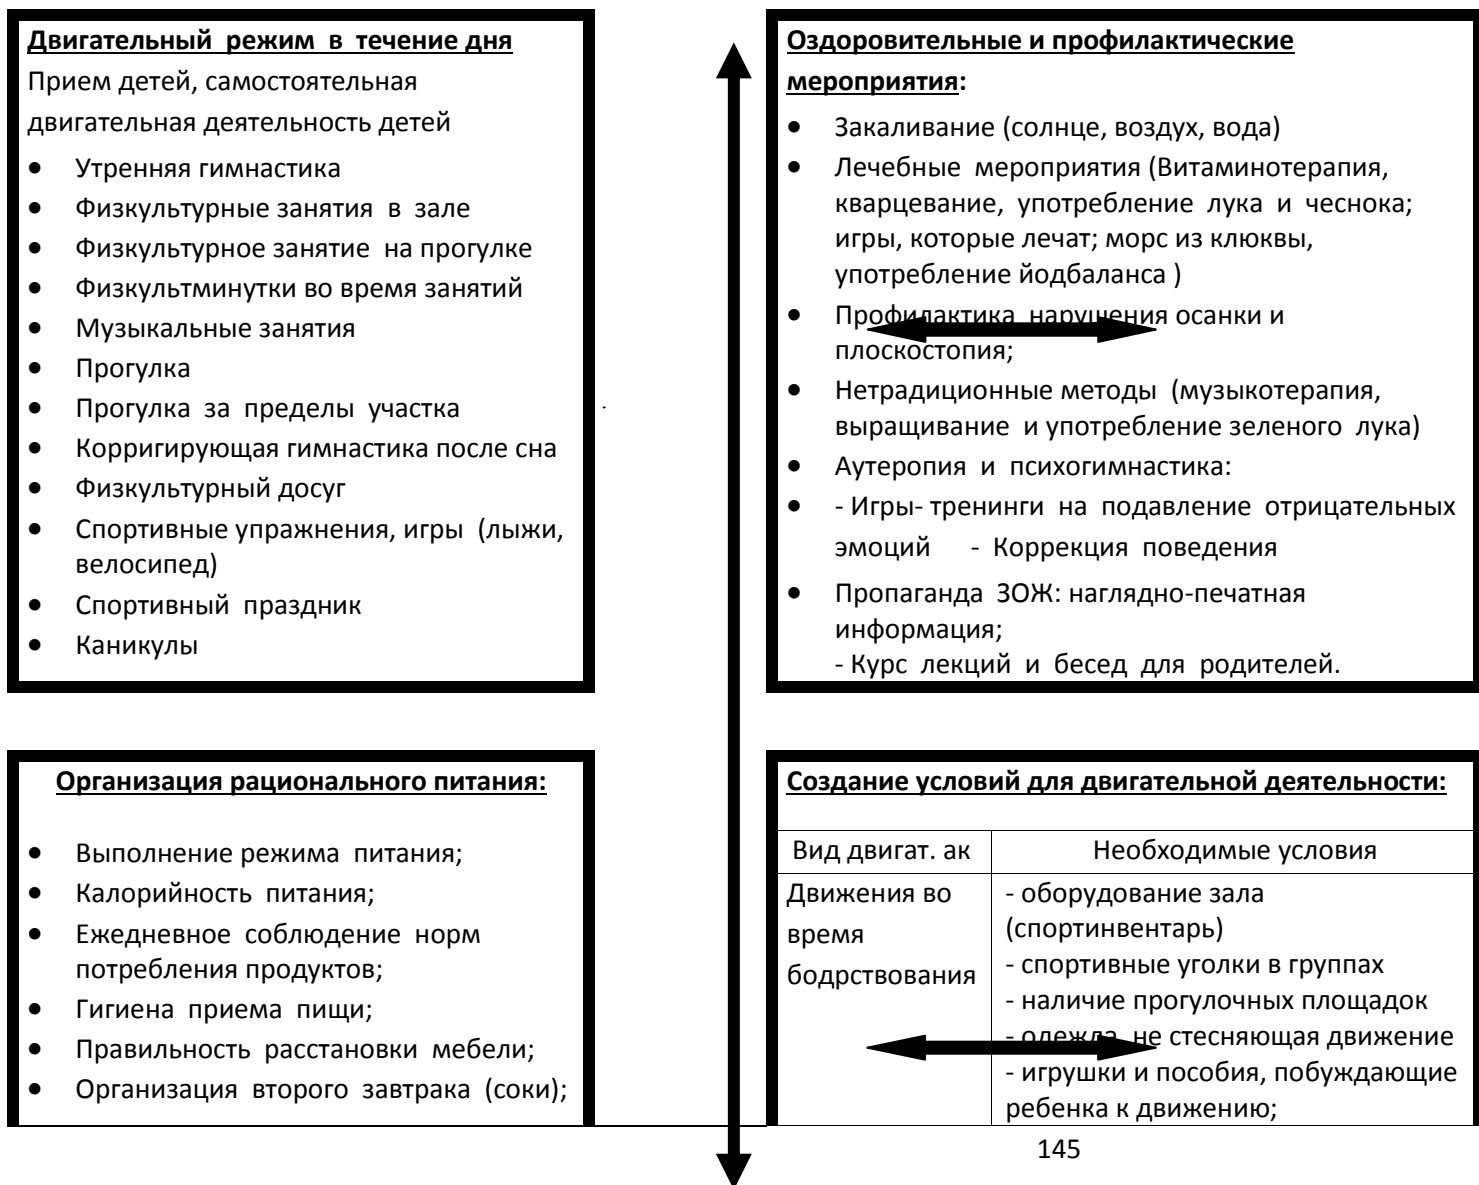 Двигательный режим в течение дня
Прием детей, самостоятельная
двигательная деятельность детей
• Утренняя гимнастика
• Физкультурные занятия в зале
• Физкультурное занятие на прогулке
• Физкультминутки во время занятий
• Музыкальные занятия
• Прогулка
• Прогулка за пределы участка
• Корригирующая гимнастика после сна
• Физкультурный досуг
• Спортивные упражнения, игры (лыжи,
велосипед)
• Спортивный праздник
• Каникулы
Оздоровительные и профилактические
мероприятия:
• Закаливание (солнце, воздух, вода)
• Лечебные мероприятия (Витаминотерапия,
кварцевание, употребление лука и чеснока;
игры, которые лечат; морс из клюквы,
употребление йодбаланса )
• Профилактика нарушения осанки и
плоскостопия;
• Нетрадиционные методы (музыкотерапия,
выращивание и употребление зеленого лука)
• Аутеропия и психогимнастика:
• - Игры- тренинги на подавление отрицательных
эмоций - Коррекция поведения
• Пропаганда ЗОЖ: наглядно-печатная
информация;
- Курс лекций и бесед для родителей.
Организация рационального питания:
• Выполнение режима питания;
• Калорийность питания;
• Ежедневное соблюдение норм
потребления продуктов;
• Гигиена приема пищи;
• Правильность расстановки мебели;
• Организация второго завтрака (соки);
Создание условий для двигательной деятельности:
Вид двигат. ак
Необходимые условия
Движения во
время
бодрствования
- оборудование зала
(спортинвентарь)
- спортивные уголки в группах
- наличие прогулочных площадок
- одежда, не стесняющая движение
- игрушки и пособия, побуждающие
ребенка к движению;
145